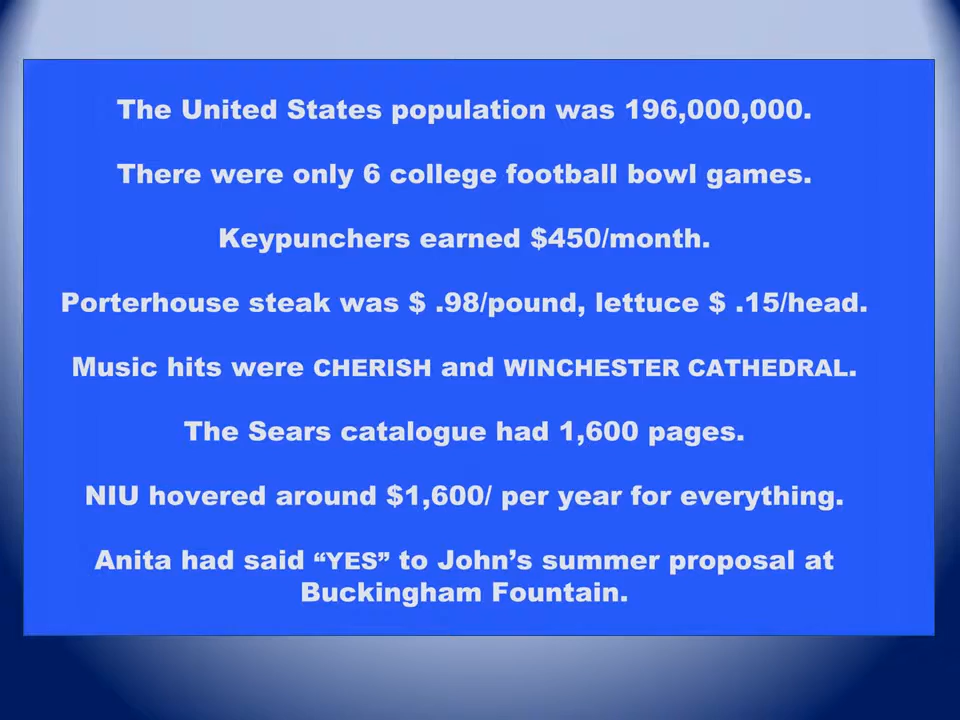 The United States population was 196,000,000.
There were only 6 college football bowl games.
Keypunchers earned $450/month.
Porterhouse steak was $ .98/pound, lettuce $ .15/head.
Music hits were CHERISH and WINCHESTER CATHEDRAL.
The Sears catalogue had 1,600 pages.
NIU hovered around $1,600/ per year for everything.
Anita had said “YES” to John’s summer proposal at
Buckingham Fountain.